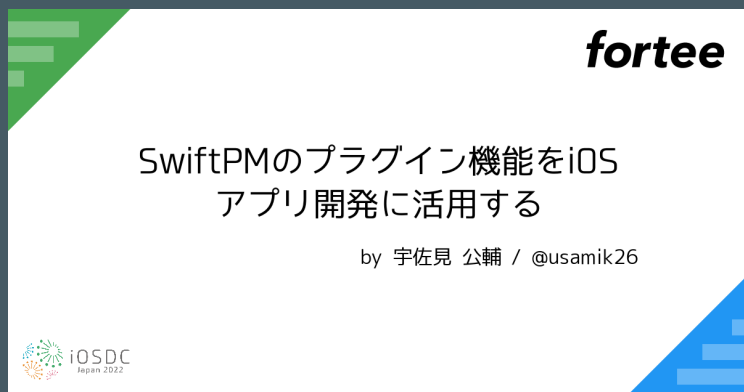 fortee
SwiftPMのプラグイン機能をiOS
アプリ開発に活用する
by 宇佐見 公輔 / @usamik26
iOSDC
Japan 2022